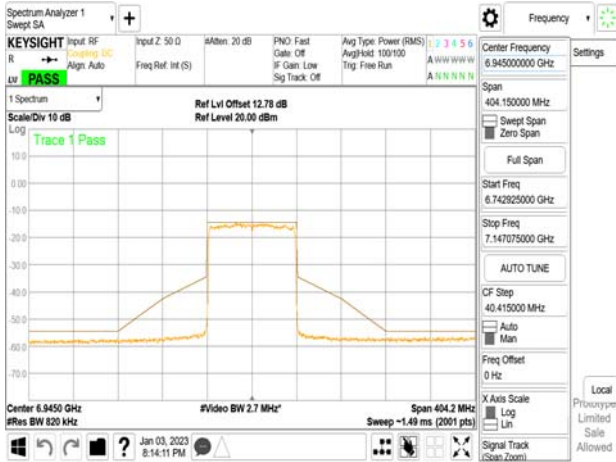 Spectrum Analyzer 1
Swept SA
+
Frequency
KEYSIGHT
R
LVI
PASS
Input: RF
Coupling: DC
Align: Auto
Input Z: 50 Ω
Freq Ref: Int (S)
#Atten: 20 dB
PNO: Fast
Gate: Off
IF Gain: Low
Sig Track: Off
Avg Type: Power (RMS)
Avg|Hold: 100/100
Trig: Free Run
1 2 3 4 5 6
A W W W W W
A N N N N N
1 Spectrum
Scale/Div 10 dB
Ref Lvl Offset 12.78 dB
Ref Level 20.00 dBm
Log
Trace 1 Pass
10.0
0.00
-10.0
-20.0
-30.0
-40.0
-50.0
-60.0
-70.0
Center 6.9450 GHz
#Res BW 820 kHz
#Video BW 2.7 MHz*
Span 404.2 MHz
Sweep ~1.49 ms (2001 pts)
Jan 03, 2023
8:14:11 PM
Center Frequency
6.945000000 GHz
Settings
Span
404.150000 MHz
Swept Span
Zero Span
Full Span
Start Freq
6.742925000 GHz
Stop Freq
7.147075000 GHz
AUTO TUNE
CF Step
40.415000 MHz
Auto
Man
Freq Offset
0 Hz
X Axis Scale
Log
Lin
Signal Track
(Span Zoom)
Local
Prototype
Limited
Sale
Allowed